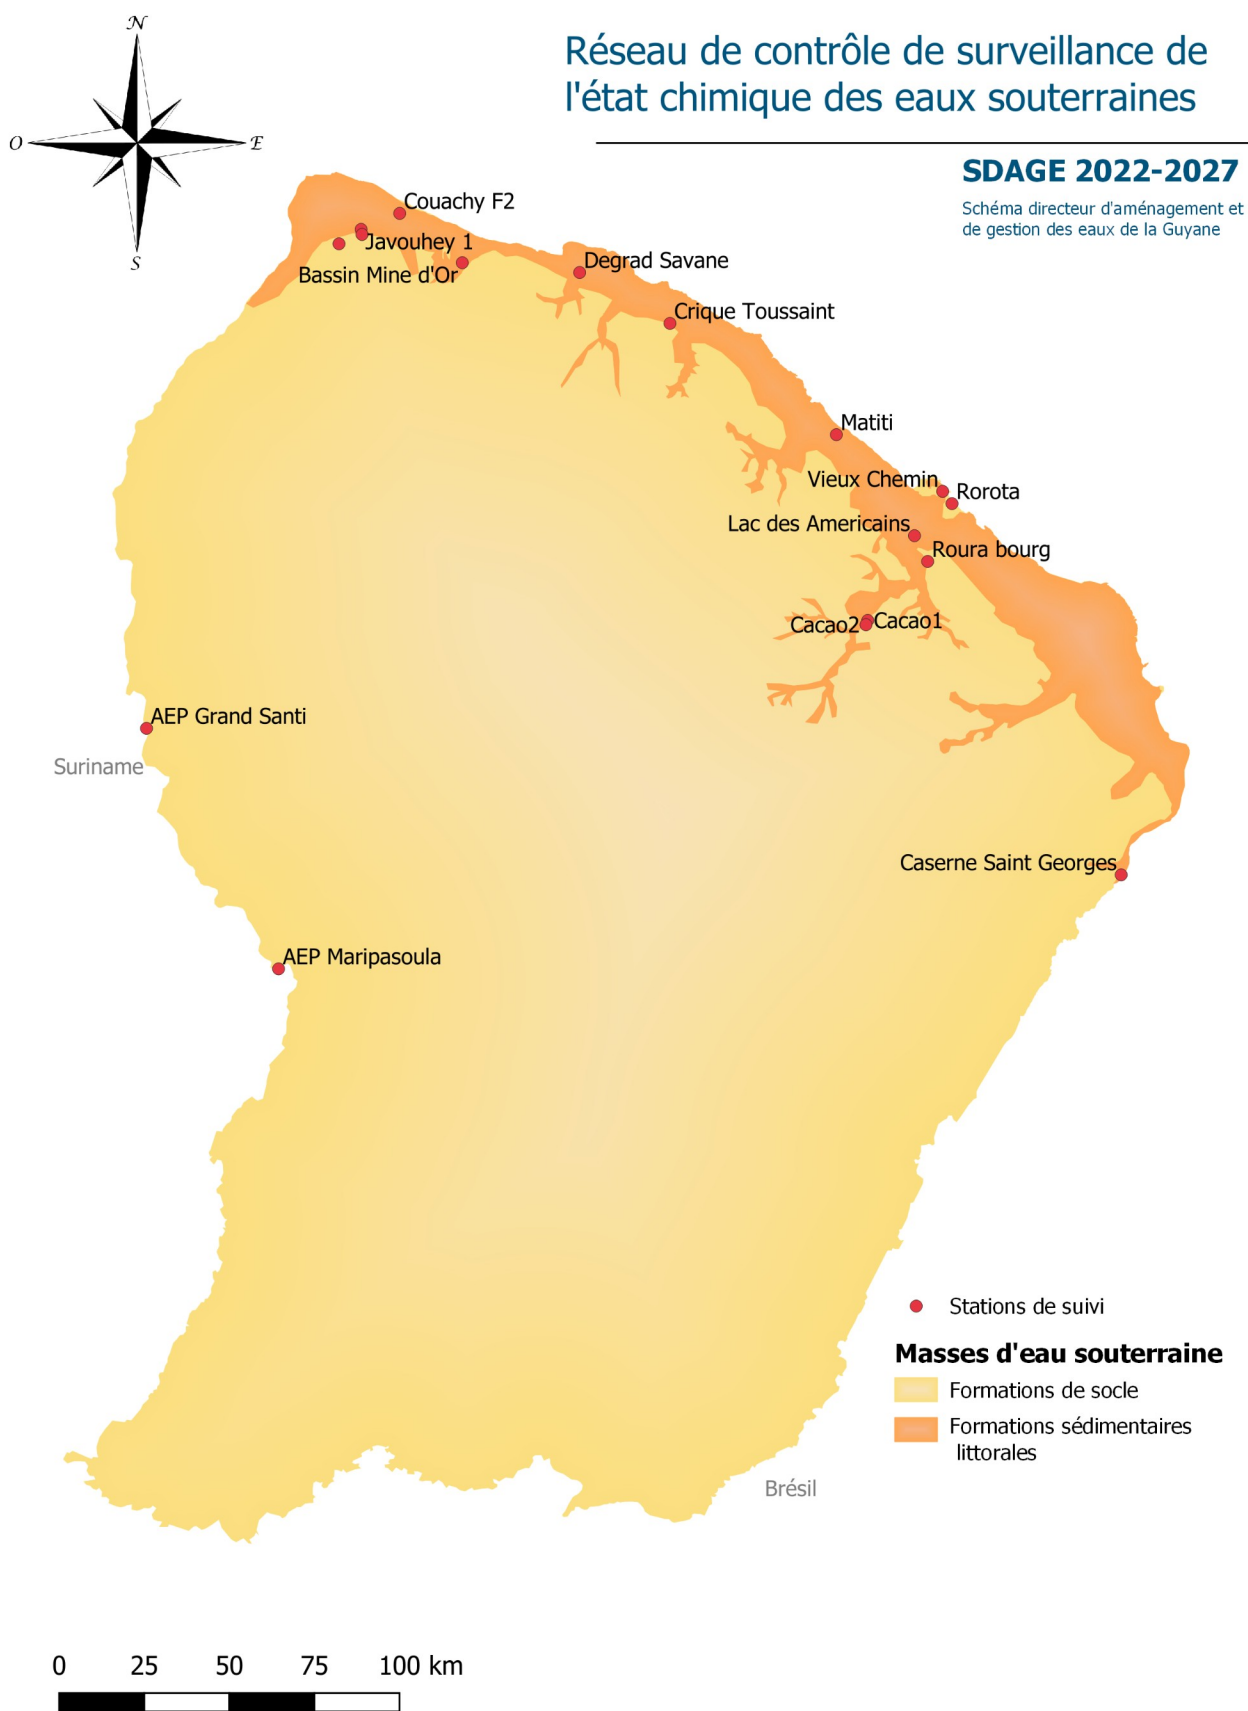 N
O
E
S
Réseau de contrôle de surveillance de
l'état chimique des eaux souterraines
SDAGE 2022-2027
Schéma directeur d'aménagement et
de gestion des eaux de la Guyane
Couachy F2
Javouhey 1
Bassin Mine d'Or
Degrad Savane
Crique Toussaint
Matiti
Vieux Chemin
Rorota
Lac des Americains
Roura bourg
Cacao2
Cacao1
AEP Grand Santi
Suriname
Caserne Saint Georges
AEP Maripasoula
Stations de suivi
Masses d'eau souterraine
Formations de socle
Formations sédimentaires
littorales
Brésil
0 25 50 75 100 km